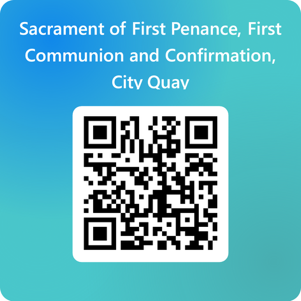 Sacrament of First Penance, First
Communion and Confirmation,
City Quay